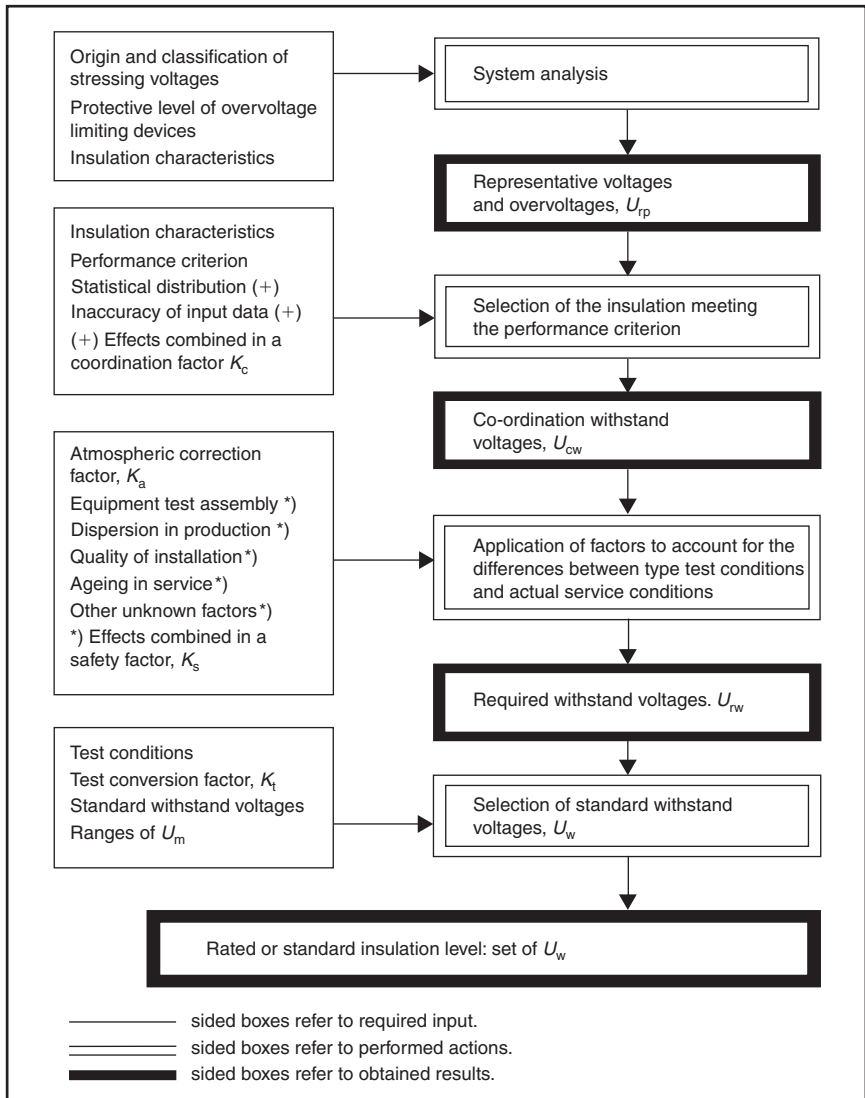 Origin and classification of
stressing voltages
Protective level of overvoltage
limiting devices
Insulation characteristics
System analysis
Representative voltages
and overvoltages, Urp
Insulation characteristics
Performance criterion
Statistical distribution (+)
Inaccuracy of input data (+)
(+) Effects combined in a
coordination factor Kc
Selection of the insulation meeting
the performance criterion
Co-ordination withstand
voltages, Ucw
Atmospheric correction
factor, Ka
Equipment test assembly *)
Dispersion in production *)
Quality of installation*)
Ageing in service*)
Other unknown factors*)
*) Effects combined in a
safety factor, Ks
Application of factors to account for the
differences between type test conditions
and actual service conditions
Required withstand voltages. Urw
Test conditions
Test conversion factor, Kt
Standard withstand voltages
Ranges of Um
Selection of standard withstand
voltages, Uw
Rated or standard insulation level: set of Uw
sided boxes refer to required input.
sided boxes refer to performed actions.
sided boxes refer to obtained results.